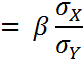 = β σ_X / σ_Y